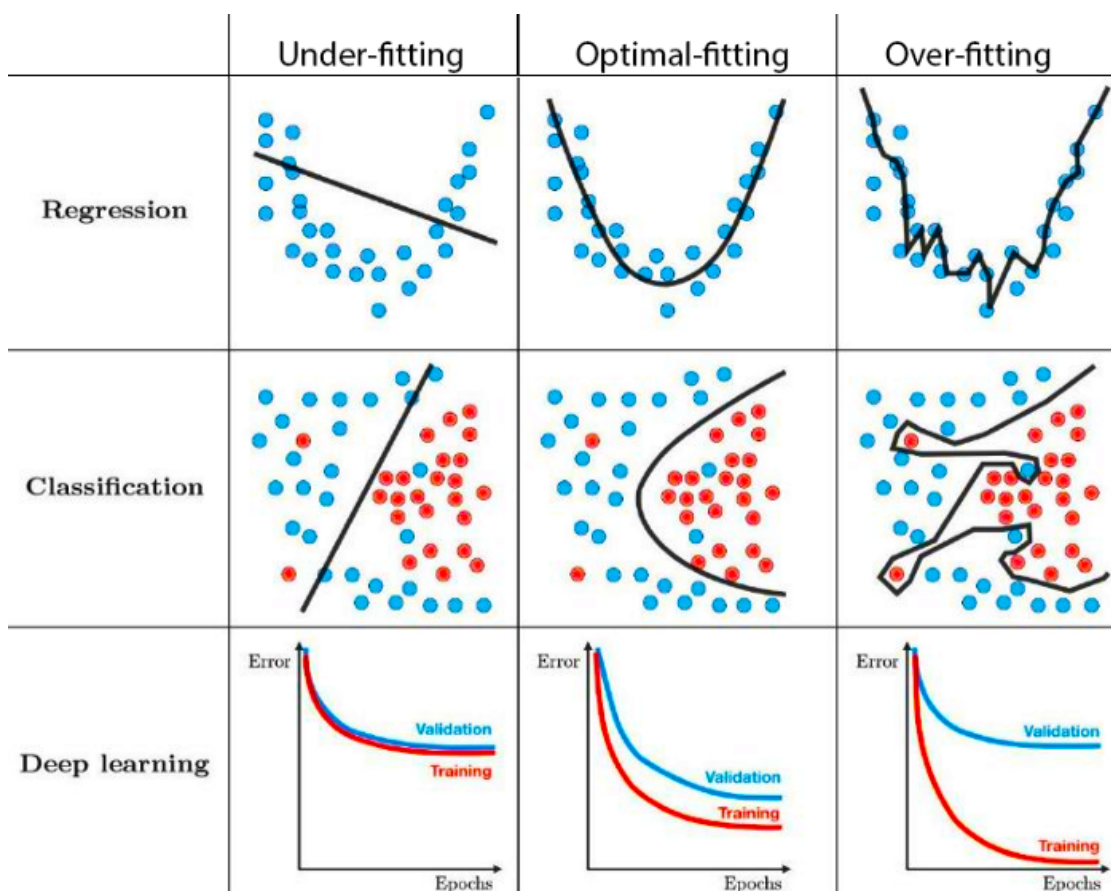 Under-fitting Optimal-fitting Over-fitting
Regression
Classification
Deep learning
Error
Validation
Training
Epochs
Error
Validation
Training
Epochs
Error
Validation
Training
Epochs